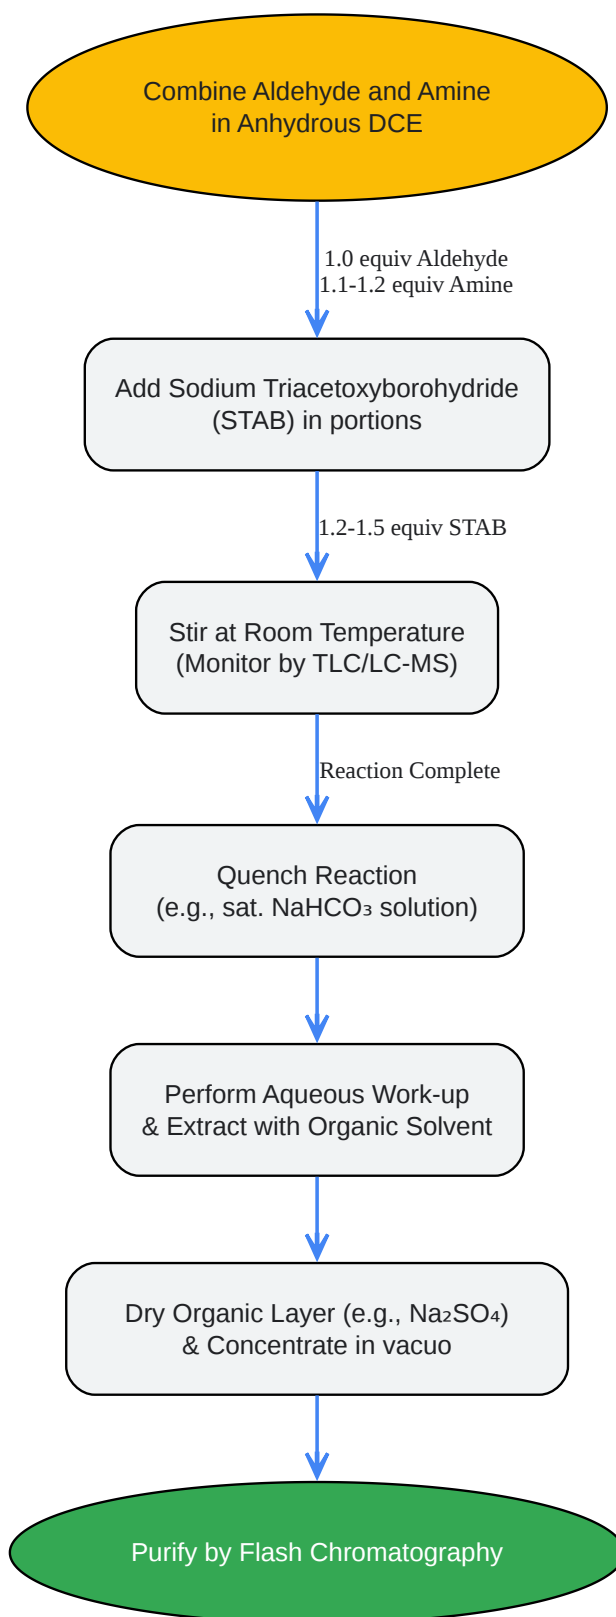 Combine Aldehyde and Amine
in Anhydrous DCE
1.0 equiv Aldehyde
1.1-1.2 equiv Amine
Add Sodium Triacetoxyborohydride
(STAB) in portions
1.2-1.5 equiv STAB
Stir at Room Temperature
(Monitor by TLC/LC-MS)
Reaction Complete
Quench Reaction
(e.g., sat. NaHCO₃ solution)
Perform Aqueous Work-up
& Extract with Organic Solvent
Dry Organic Layer (e.g., Na₂SO₄)
& Concentrate in vacuo
Purify by Flash Chromatography